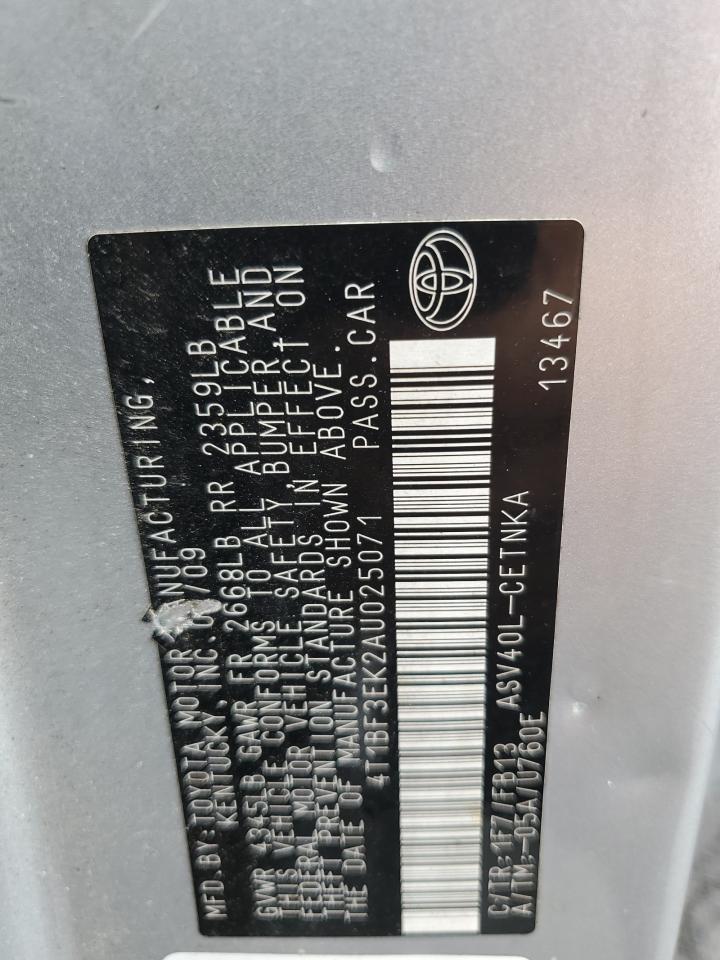 MFD. BY: TOYOTA MOTOR MANUFACTURING,
KENTUCKY, INC. /09
GVWR 4345LB GAWR FR 2668LB RR 2359LB
THIS VEHICLE CONFORMS TO ALL APPLICABLE
FEDERAL MOTOR VEHICLE SAFETY, BUMPER, AND
THEFT PREVENTION STANDARDS IN EFFECT ON
THE DATE OF MANUFACTURE SHOWN ABOVE.
4T1BF3EK2AU025071 PASS. CAR
C/TR: 1F7/FB13 ASV40L-CETNKA
A/TM: -05A/U760E 13467